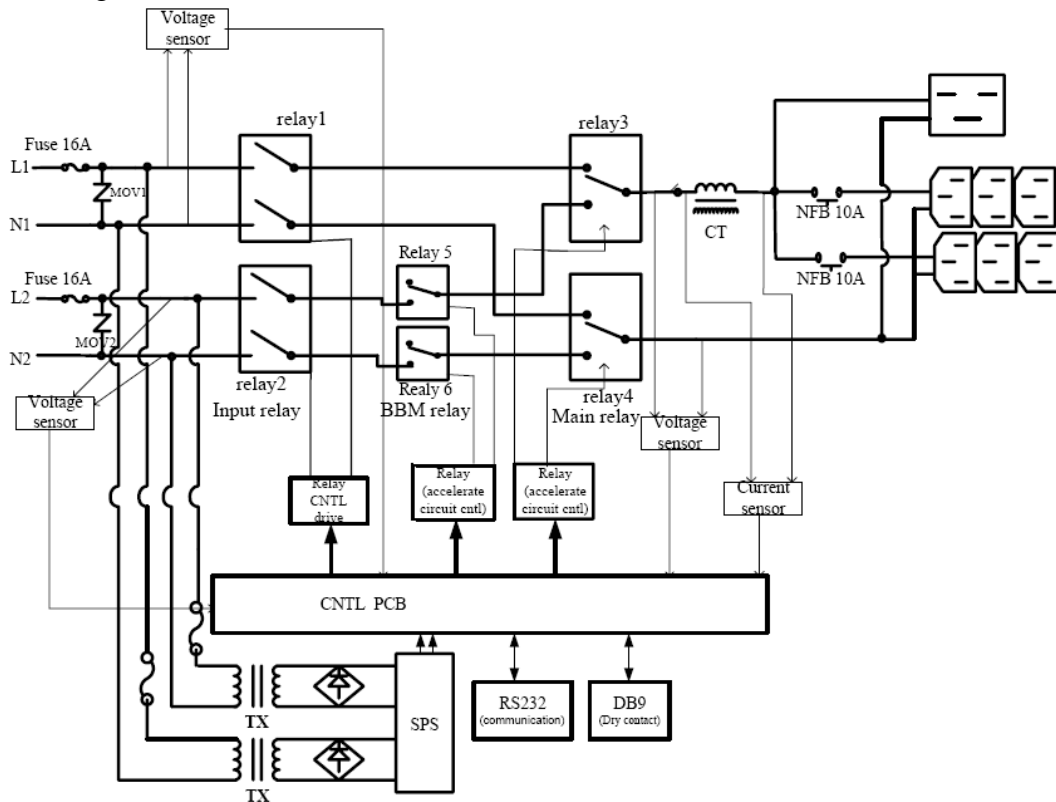 Voltage
sensor
relay1
relay3
Fuse 16A
L1
MOV1
N1
NFB 10A
CT
Relay 5
Fuse 16A
NFB 10A
L2
MOV2
N2
Realy 6
relay2
relay4
Input relay
BBM relay
Main relay
Voltage
sensor
Voltage
sensor
Relay
CNTL
drive
Relay
(accelerate
circuit cntl)
Relay
(accelerate
circuit cntl)
Current
sensor
CNTL PCB
TX
SPS
RS232
(communication)
DB9
(Dry contact)
TX